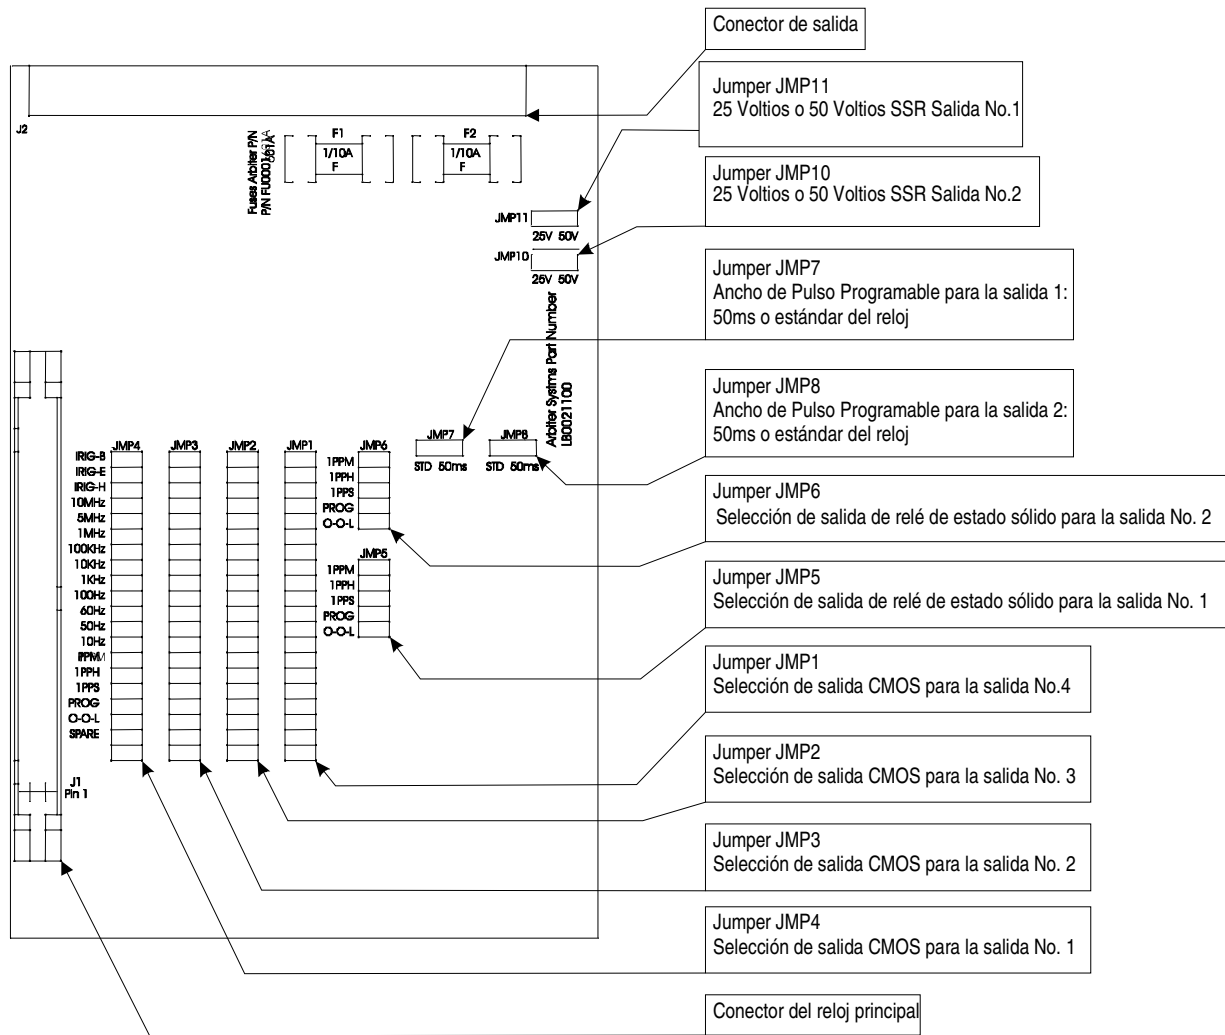 Conector de salida
Jumper JMP11
25 Voltios o 50 Voltios SSR Salida No.1
Jumper JMP10
25 Voltios o 50 Voltios SSR Salida No.2
Jumper JMP7
Ancho de Pulso Programable para la salida 1:
50ms o estándar del reloj
Jumper JMP8
Ancho de Pulso Programable para la salida 2:
50ms o estándar del reloj
Jumper JMP6
Selección de salida de relé de estado sólido para la salida No. 2
Jumper JMP5
Selección de salida de relé de estado sólido para la salida No. 1
Jumper JMP1
Selección de salida CMOS para la salida No.4
Jumper JMP2
Selección de salida CMOS para la salida No. 3
Jumper JMP3
Selección de salida CMOS para la salida No. 2
Jumper JMP4
Selección de salida CMOS para la salida No. 1
Conector del reloj principal
J2
Fuses Arbiter P/N
P/N
F1
1/10A
F
F2
1/10A
F
JMP11
25V 50V
JMP10
25V 50V
Arbiter Systms Part Number
LB0021100
JMP7
STD 50ms
JMP8
STD 50ms
JMP4 JMP3 JMP2 JMP1 JMP6
IRIG-B
IRIG-E
IRIG-H
10MHz
5MHz
1MHz
100KHz
10KHz
1KHz
100Hz
60Hz
50Hz
10Hz
1PPH
1PPS
PROG
O-O-L
SPARE
1PPM
1PPH
1PPS
PROG
O-O-L
JMP5
1PPM
1PPH
1PPS
PROG
O-O-L
J1
Pin 1